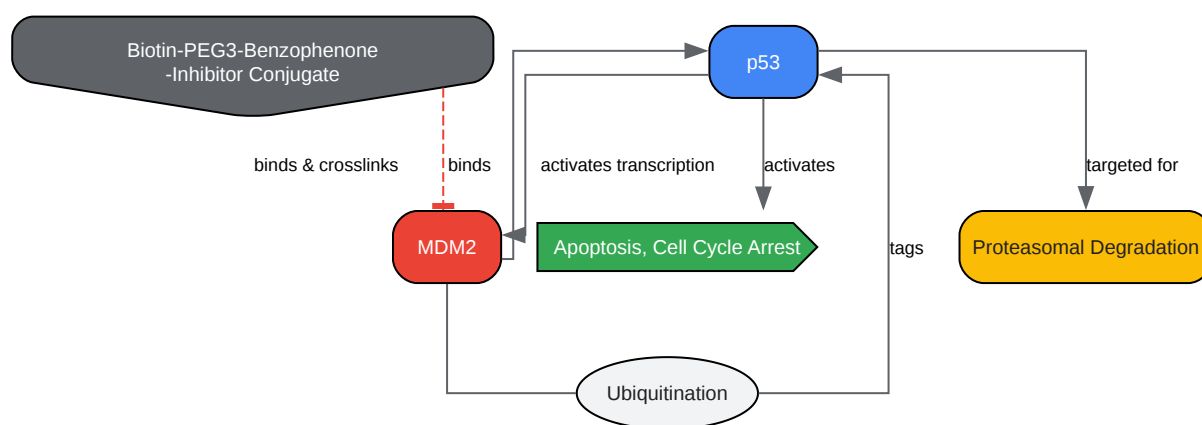 Biotin-PEG3-Benzophenone
-Inhibitor Conjugate
p53
binds & crosslinks
binds
activates transcription
activates
targeted for
MDM2
Apoptosis, Cell Cycle Arrest
tags
Proteasomal Degradation
Ubiquitination